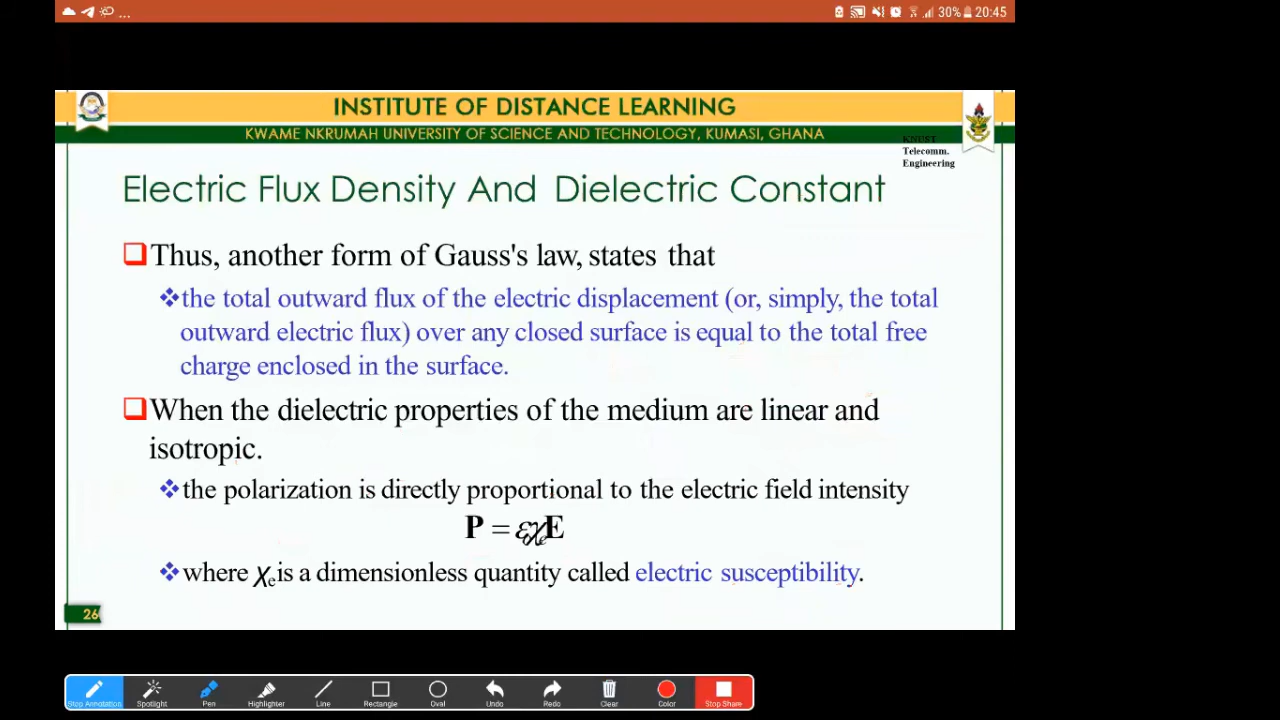 ... 30% 20:45
INSTITUTE OF DISTANCE LEARNING
KWAME NKRUMAH UNIVERSITY OF SCIENCE AND TECHNOLOGY, KUMASI, GHANA
KNUST
Telecomm.
Engineering
Electric Flux Density And Dielectric Constant
Thus, another form of Gauss's law, states that
the total outward flux of the electric displacement (or, simply, the total
outward electric flux) over any closed surface is equal to the total free
charge enclosed in the surface.
When the dielectric properties of the medium are linear and
isotropic.
the polarization is directly proportional to the electric field intensity
P = ε₀χₑE
where χₑ is a dimensionless quantity called electric susceptibility.
26
Stop Annotation Spotlight Pen Highlighter Line Rectangle Oval Undo Redo Clear Color Stop Share